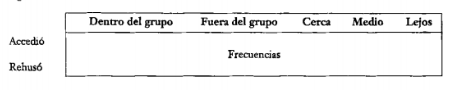 Dentro del grupo Fuera del grupo Cerca Medio Lejos
Accedió
Frecuencias
Rehusó